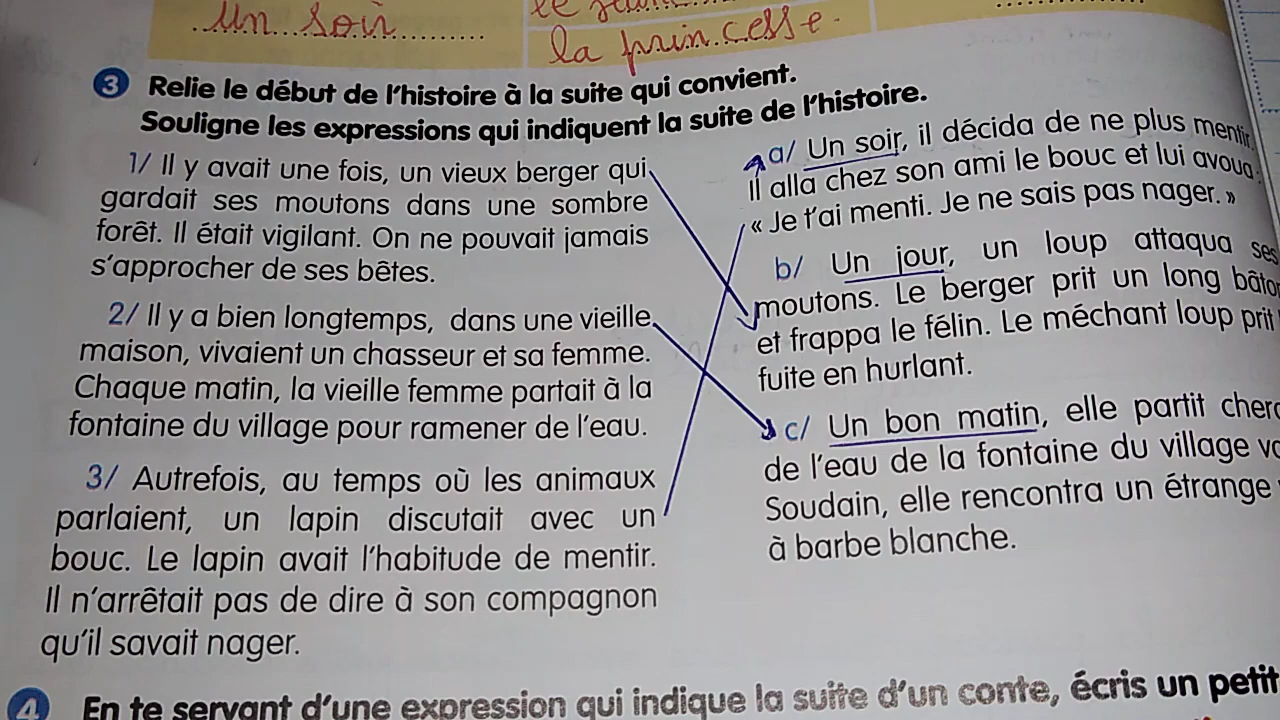 un soir
la princesse.
3 Relie le début de l'histoire à la suite qui convient.
Souligne les expressions qui indiquent la suite de l'histoire.
1/ Il y avait une fois, un vieux berger qui
gardait ses moutons dans une sombre
forêt. Il était vigilant. On ne pouvait jamais
s'approcher de ses bêtes.
2/ Il y a bien longtemps, dans une vieille
maison, vivaient un chasseur et sa femme.
Chaque matin, la vieille femme partait à la
fontaine du village pour ramener de l'eau.
3/ Autrefois, au temps où les animaux
parlaient, un lapin discutait avec un
bouc. Le lapin avait l'habitude de mentir.
Il n'arrêtait pas de dire à son compagnon
qu'il savait nager.
a/ Un soir, il décida de ne plus mentir.
Il alla chez son ami le bouc et lui avoua :
« Je t'ai menti. Je ne sais pas nager. »
b/ Un jour, un loup attaqua ses
moutons. Le berger prit un long
et frappa le félin. Le méchant loup prit
fuite en hurlant.
c/ Un bon matin, elle partit
de l'eau de la fontaine du village
Soudain, elle rencontra un étrange
à barbe blanche.
4 En te servant d'une expression qui indique la suite d'un conte, écris un petit